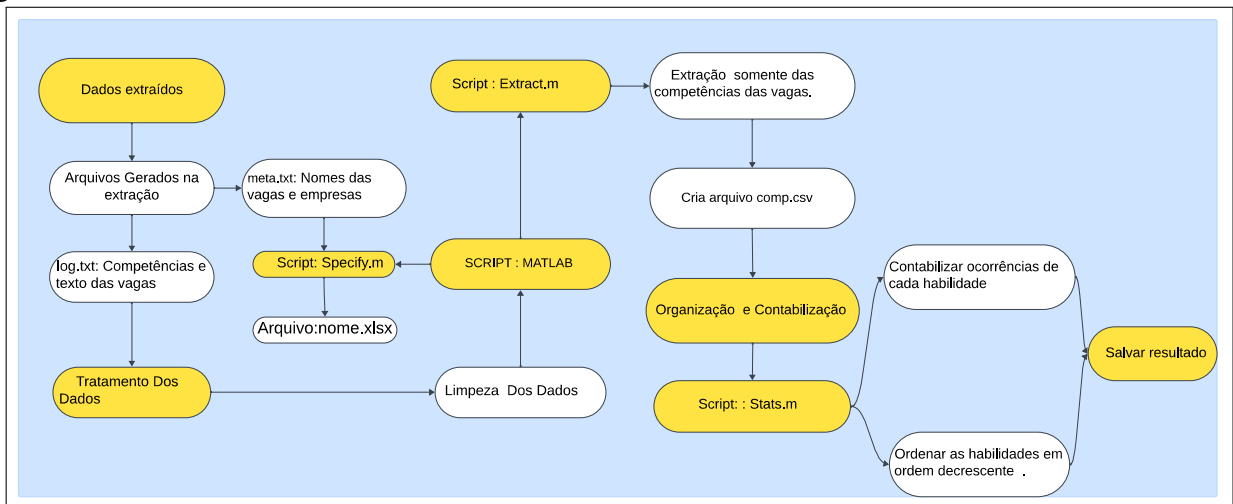 Dados extraídos
Arquivos Gerados na
extração
meta.txt: Nomes das
vagas e empresas
log.txt: Competências e
texto das vagas
Script: Specify.m
Arquivo:nome.xlsx
Tratamento Dos
Dados
Limpeza Dos Dados
SCRIPT : MATLAB
Script : Extract.m
Extração somente das
competências das vagas.
Cria arquivo comp.csv
Organização e Contabilização
Script: : Stats.m
Contabilizar ocorrências de
cada habilidade
Ordenar as habilidades em
ordem decrescente .
Salvar resultado